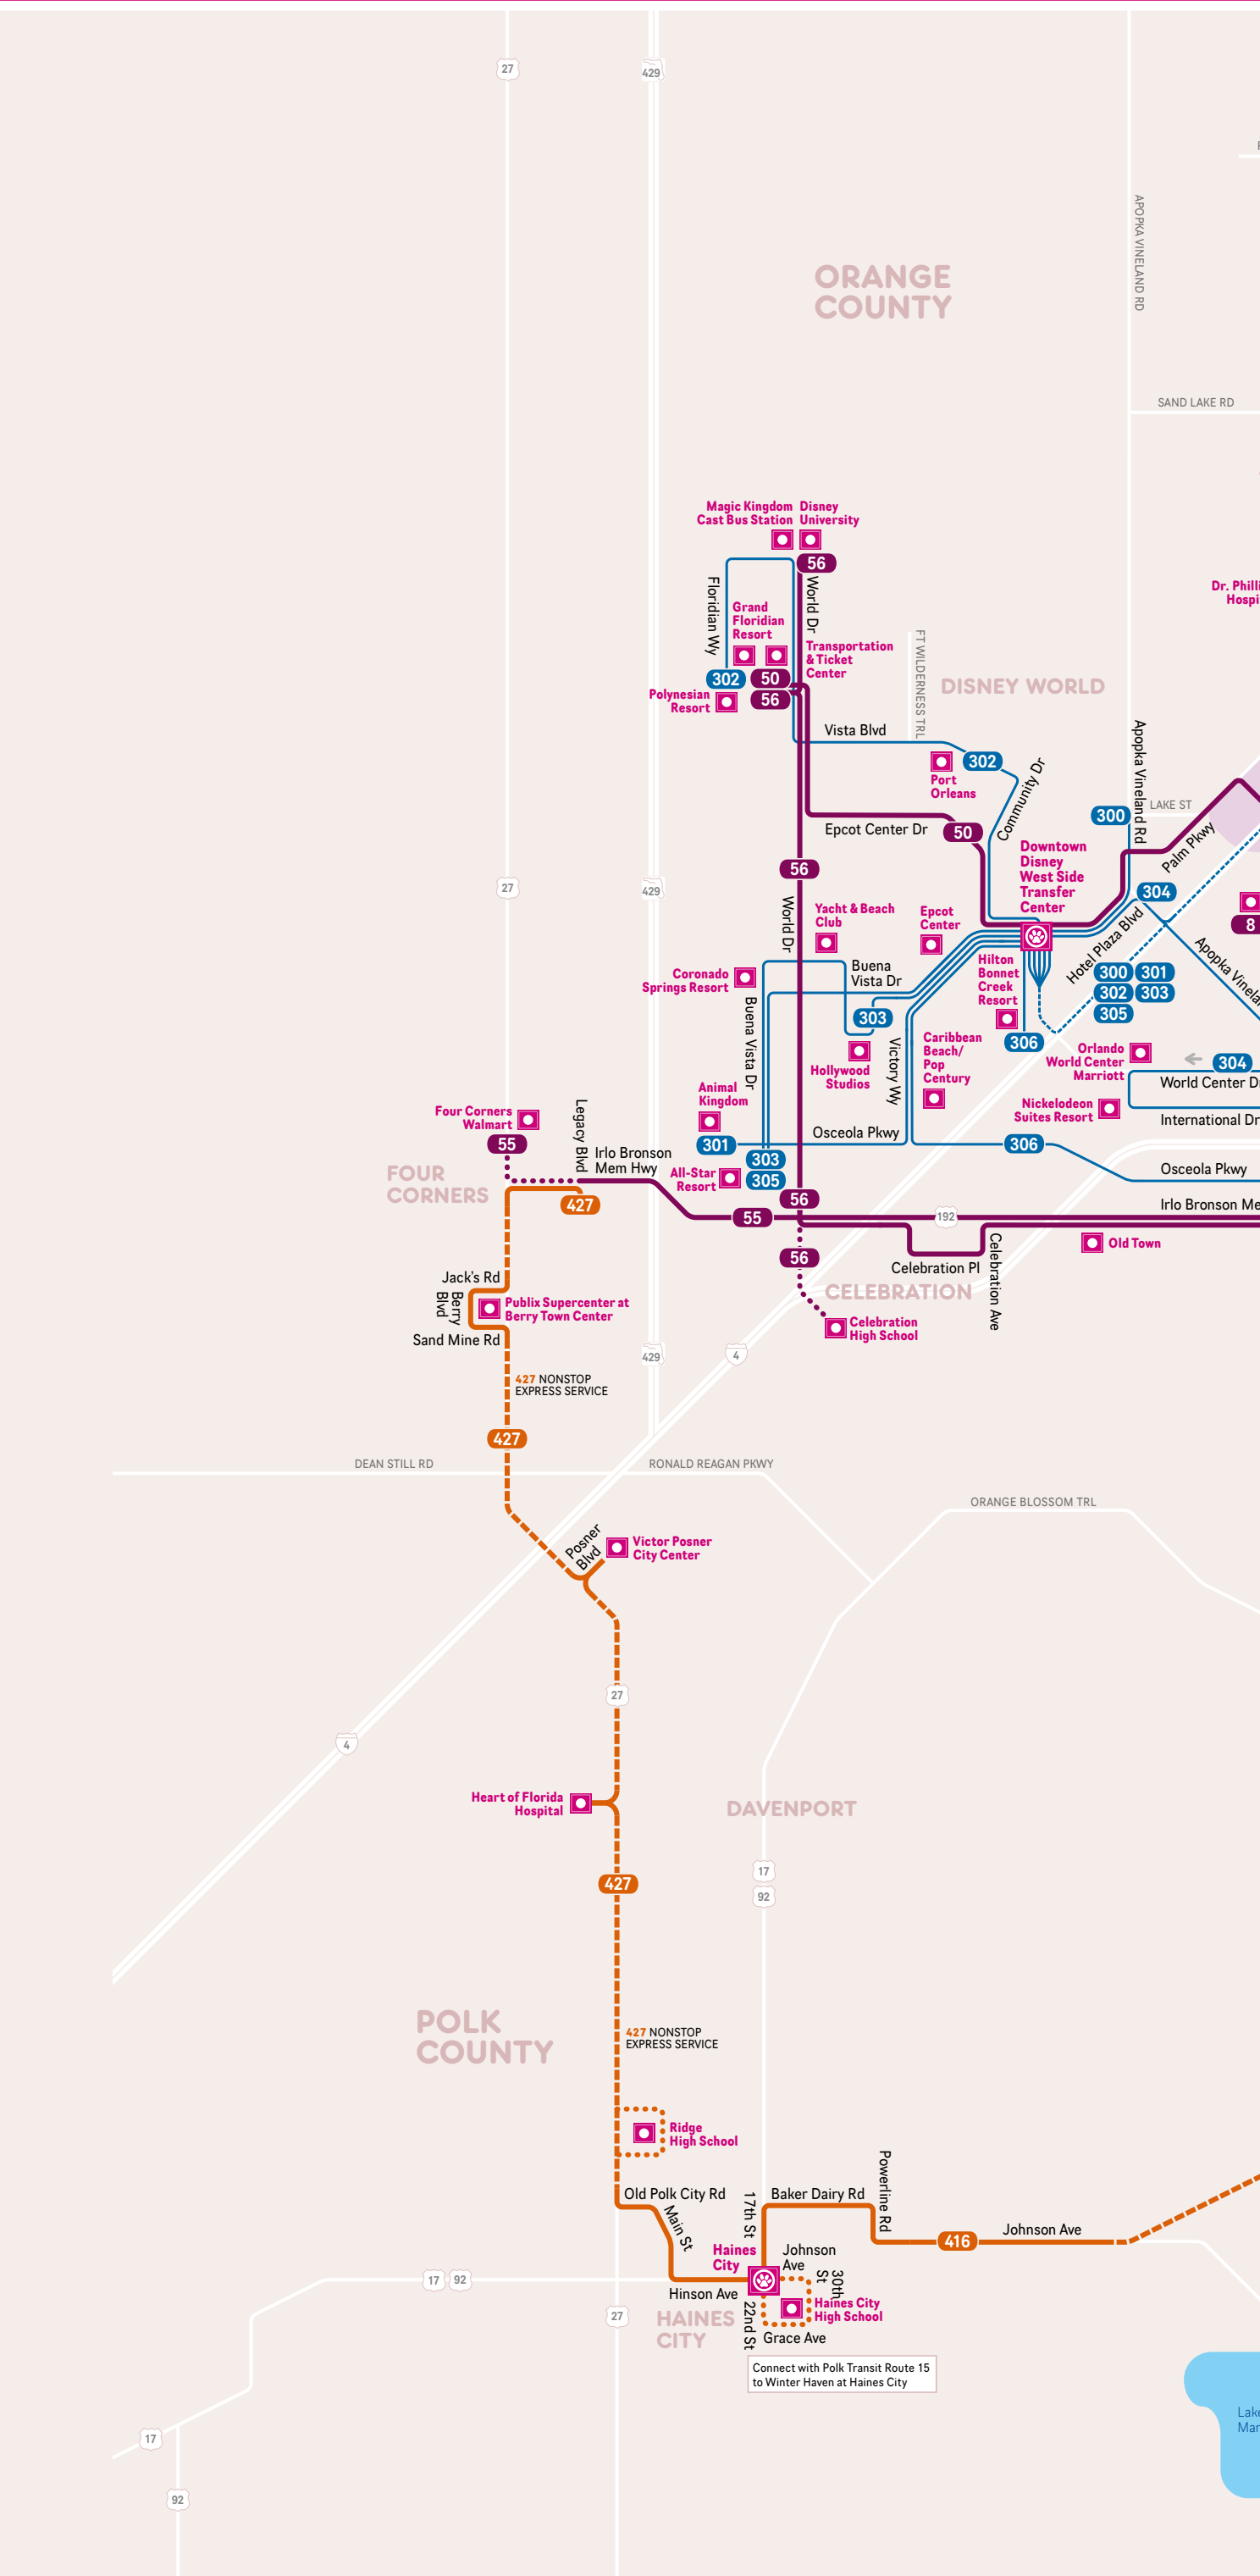 27
429
APOPKA VINELAND RD
ORANGE
COUNTY
SAND LAKE RD
Magic Kingdom
Cast Bus Station
Disney
University
56
Floridian Wy
World Dr
Grand
Floridian
Resort
Transportation
& Ticket
Center
302
50
56
Polynesian
Resort
FT WILDERNESS TRL
DISNEY WORLD
Vista Blvd
302
Port
Orleans
Community Dr
Apopka Vineland Rd
LAKE ST
300
Epcot Center Dr
50
Palm Pkwy
Downtown
Disney
West Side
Transfer
Center
56
27
429
304
8
World Dr
Yacht & Beach
Club
Epcot
Center
Hotel Plaza Blvd
Coronado
Springs Resort
Buena
Vista Dr
Hilton
Bonnet
Creek
Resort
300
301
302
303
305
Buena Vista Dr
303
306
Hollywood
Studios
Victory Wy
Caribbean
Beach/
Pop
Century
Orlando
World Center
Marriott
304
World Center D
Animal
Kingdom
Nickelodeon
Suites Resort
International Dr
Four Corners
Walmart
55
Legacy Blvd
301
Osceola Pkwy
306
Irlo Bronson
Mem Hwy
303
305
All-Star
Resort
Osceola Pkwy
FOUR
CORNERS
427
56
Irlo Bronson Me
55
192
Old Town
56
Celebration Pl
Celebration Ave
CELEBRATION
Jack's Rd
Berry
Blvd
Publix Supercenter at
Berry Town Center
Sand Mine Rd
Celebration
High School
429
4
427 NONSTOP
EXPRESS SERVICE
427
DEAN STILL RD
RONALD REAGAN PKWY
ORANGE BLOSSOM TRL
Posner
Blvd
Victor Posner
City Center
27
4
Heart of Florida
Hospital
DAVENPORT
17
92
427
POLK
COUNTY
427 NONSTOP
EXPRESS SERVICE
Ridge
High School
Old Polk City Rd
Main St
17th St
Baker Dairy Rd
Powerline Rd
416
Johnson Ave
Haines
City
Johnson
Ave
30th
St
17
92
Hinson Ave
22nd St
Haines City
High School
27
HAINES
CITY
Grace Ave
Connect with Polk Transit Route 15
to Winter Haven at Haines City
17
92